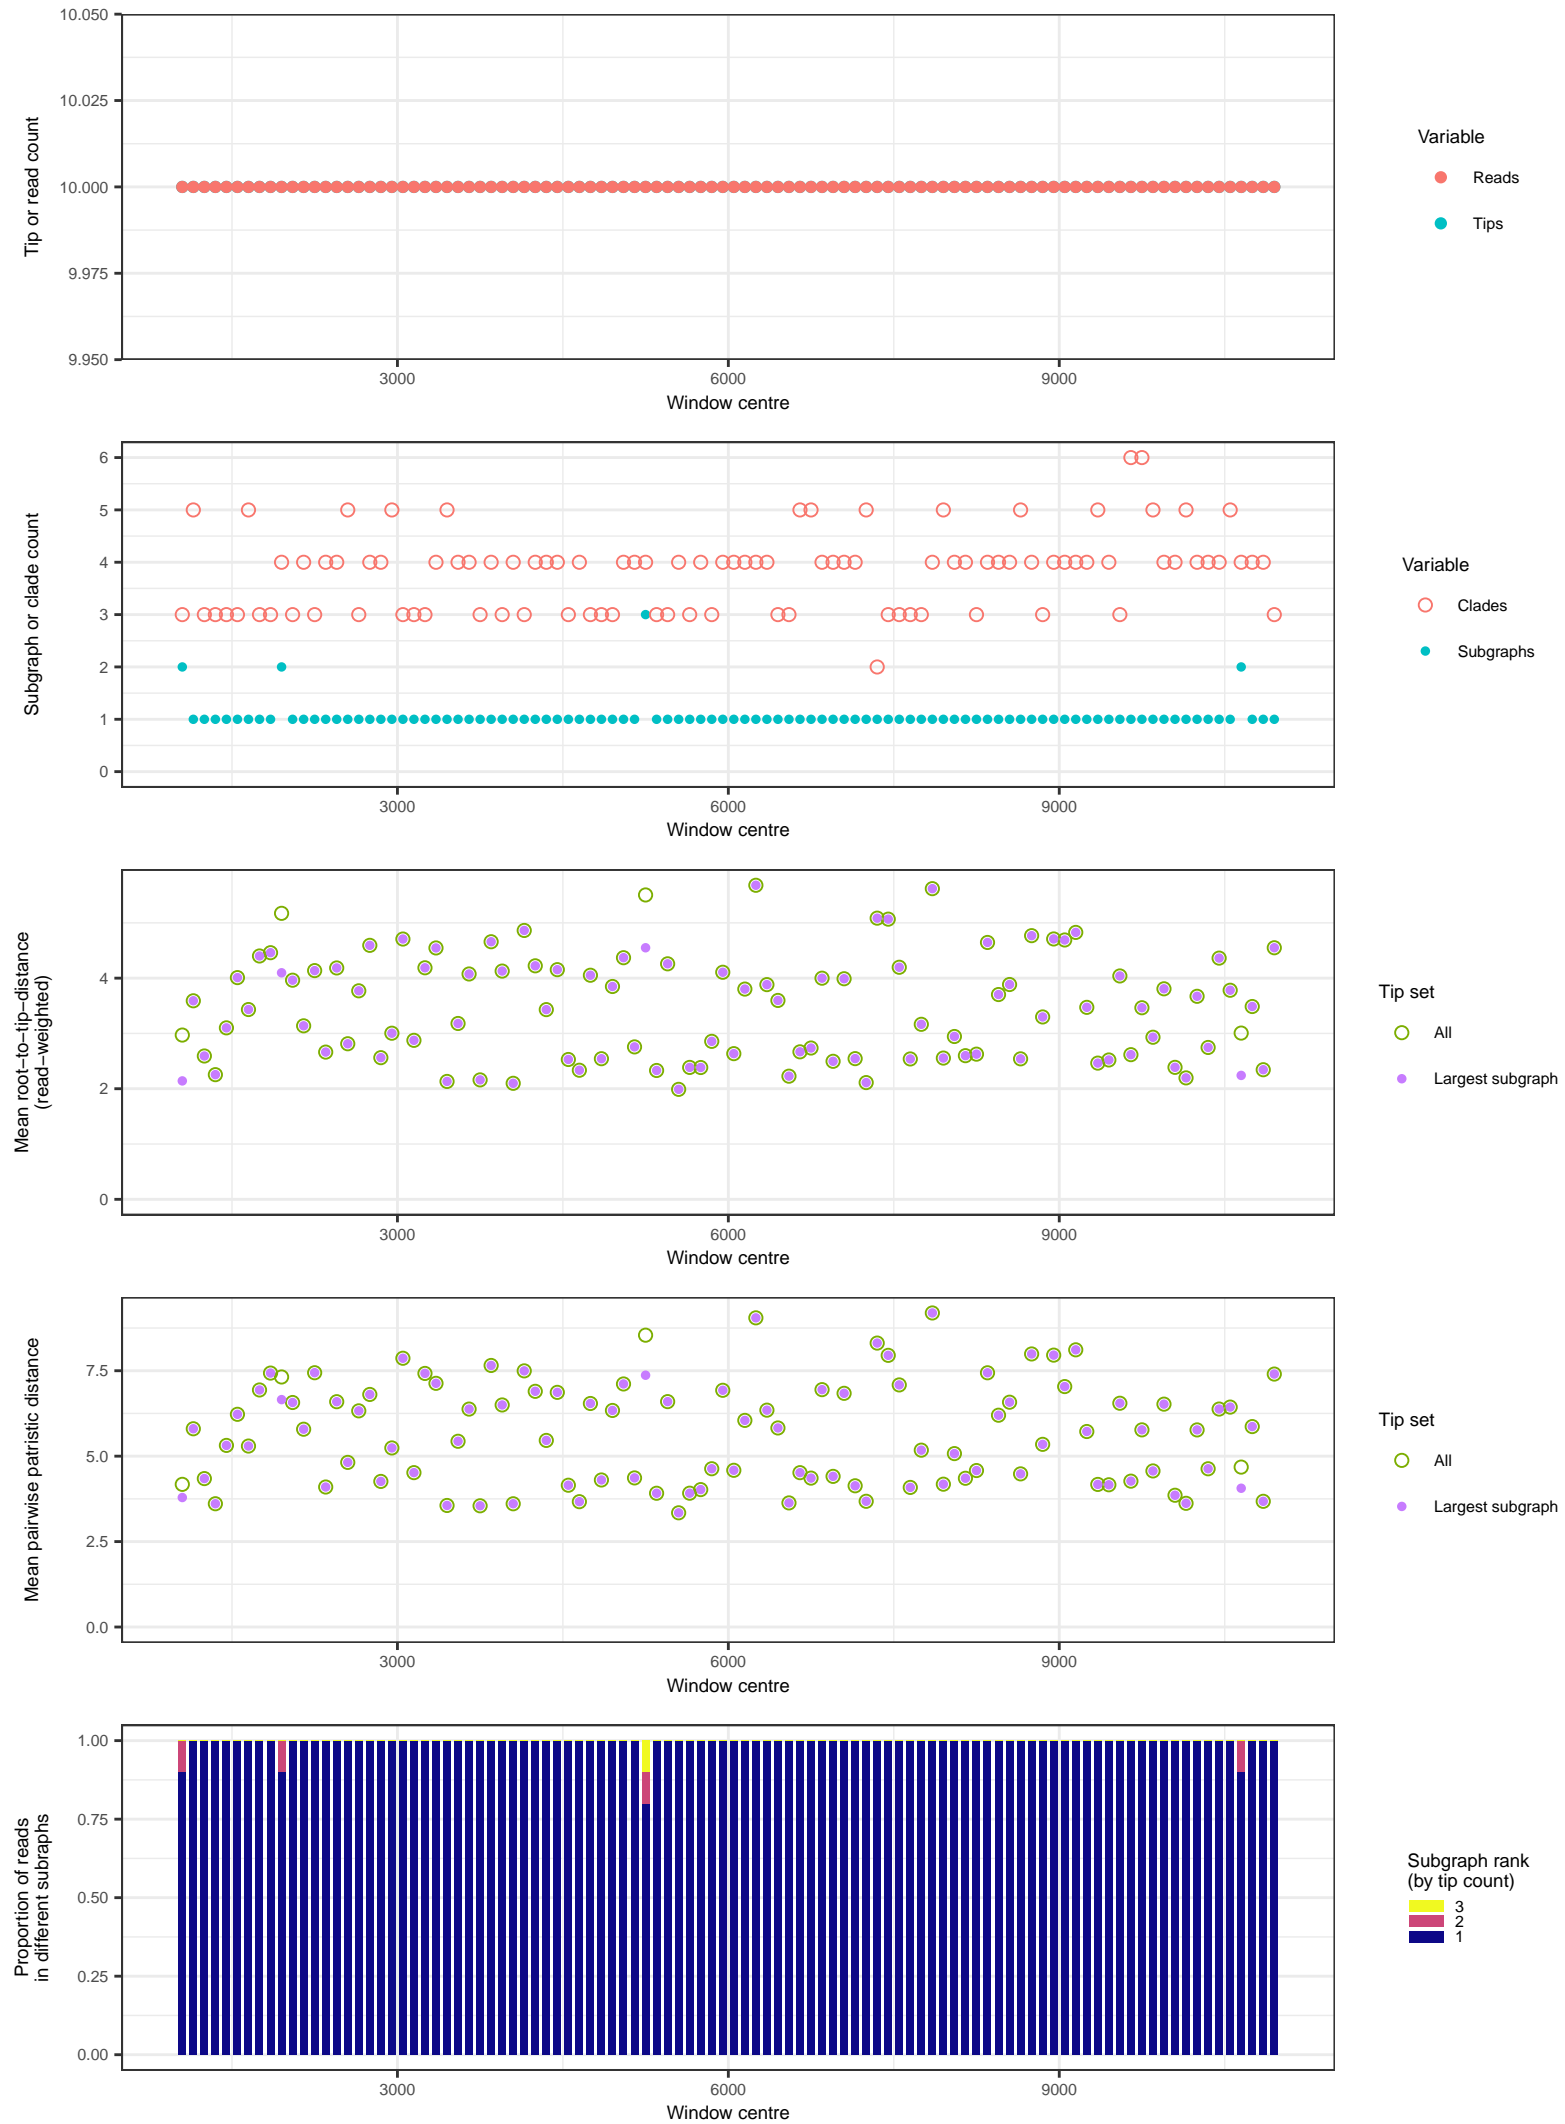 10.050
10.025
10.000
9.975
9.950
Tip or read count
3000 6000 9000
Window centre
Variable
Reads
Tips
6
5
4
3
2
1
0
Subgraph or clade count
3000 6000 9000
Window centre
Variable
Clades
Subgraphs
4
2
0
Mean root−to−tip−distance
(read−weighted)
3000 6000 9000
Window centre
Tip set
All
Largest subgraph
7.5
5.0
2.5
0.0
Mean pairwise patristic distance
3000 6000 9000
Window centre
Tip set
All
Largest subgraph
1.00
0.75
0.50
0.25
0.00
Proportion of reads
in different subraphs
3000 6000 9000
Window centre
Subgraph rank
(by tip count)
3
2
1